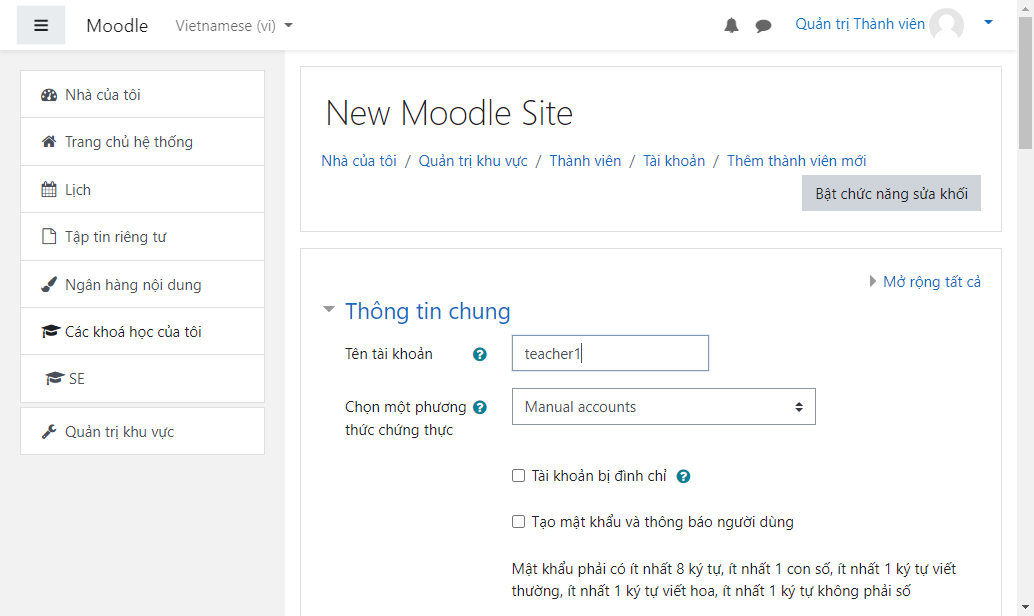 Moodle Vietnamese (vi) Quản trị Thành viên
Nhà của tôi
Trang chủ hệ thống
Lịch
Tập tin riêng tư
Ngân hàng nội dung
Các khoá học của tôi
SE
Quản trị khu vực
New Moodle Site
Nhà của tôi / Quản trị khu vực / Thành viên / Tài khoản / Thêm thành viên mới
Bật chức năng sửa khối
Mở rộng tất cả
Thông tin chung
Tên tài khoản teacher1
Chọn một phương Manual accounts
thức chứng thực
Tài khoản bị đình chỉ
Tạo mật khẩu và thông báo người dùng
Mật khẩu phải có ít nhất 8 ký tự, ít nhất 1 con số, ít nhất 1 ký tự viết
thường, ít nhất 1 ký tự viết hoa, ít nhất 1 ký tự không phải số